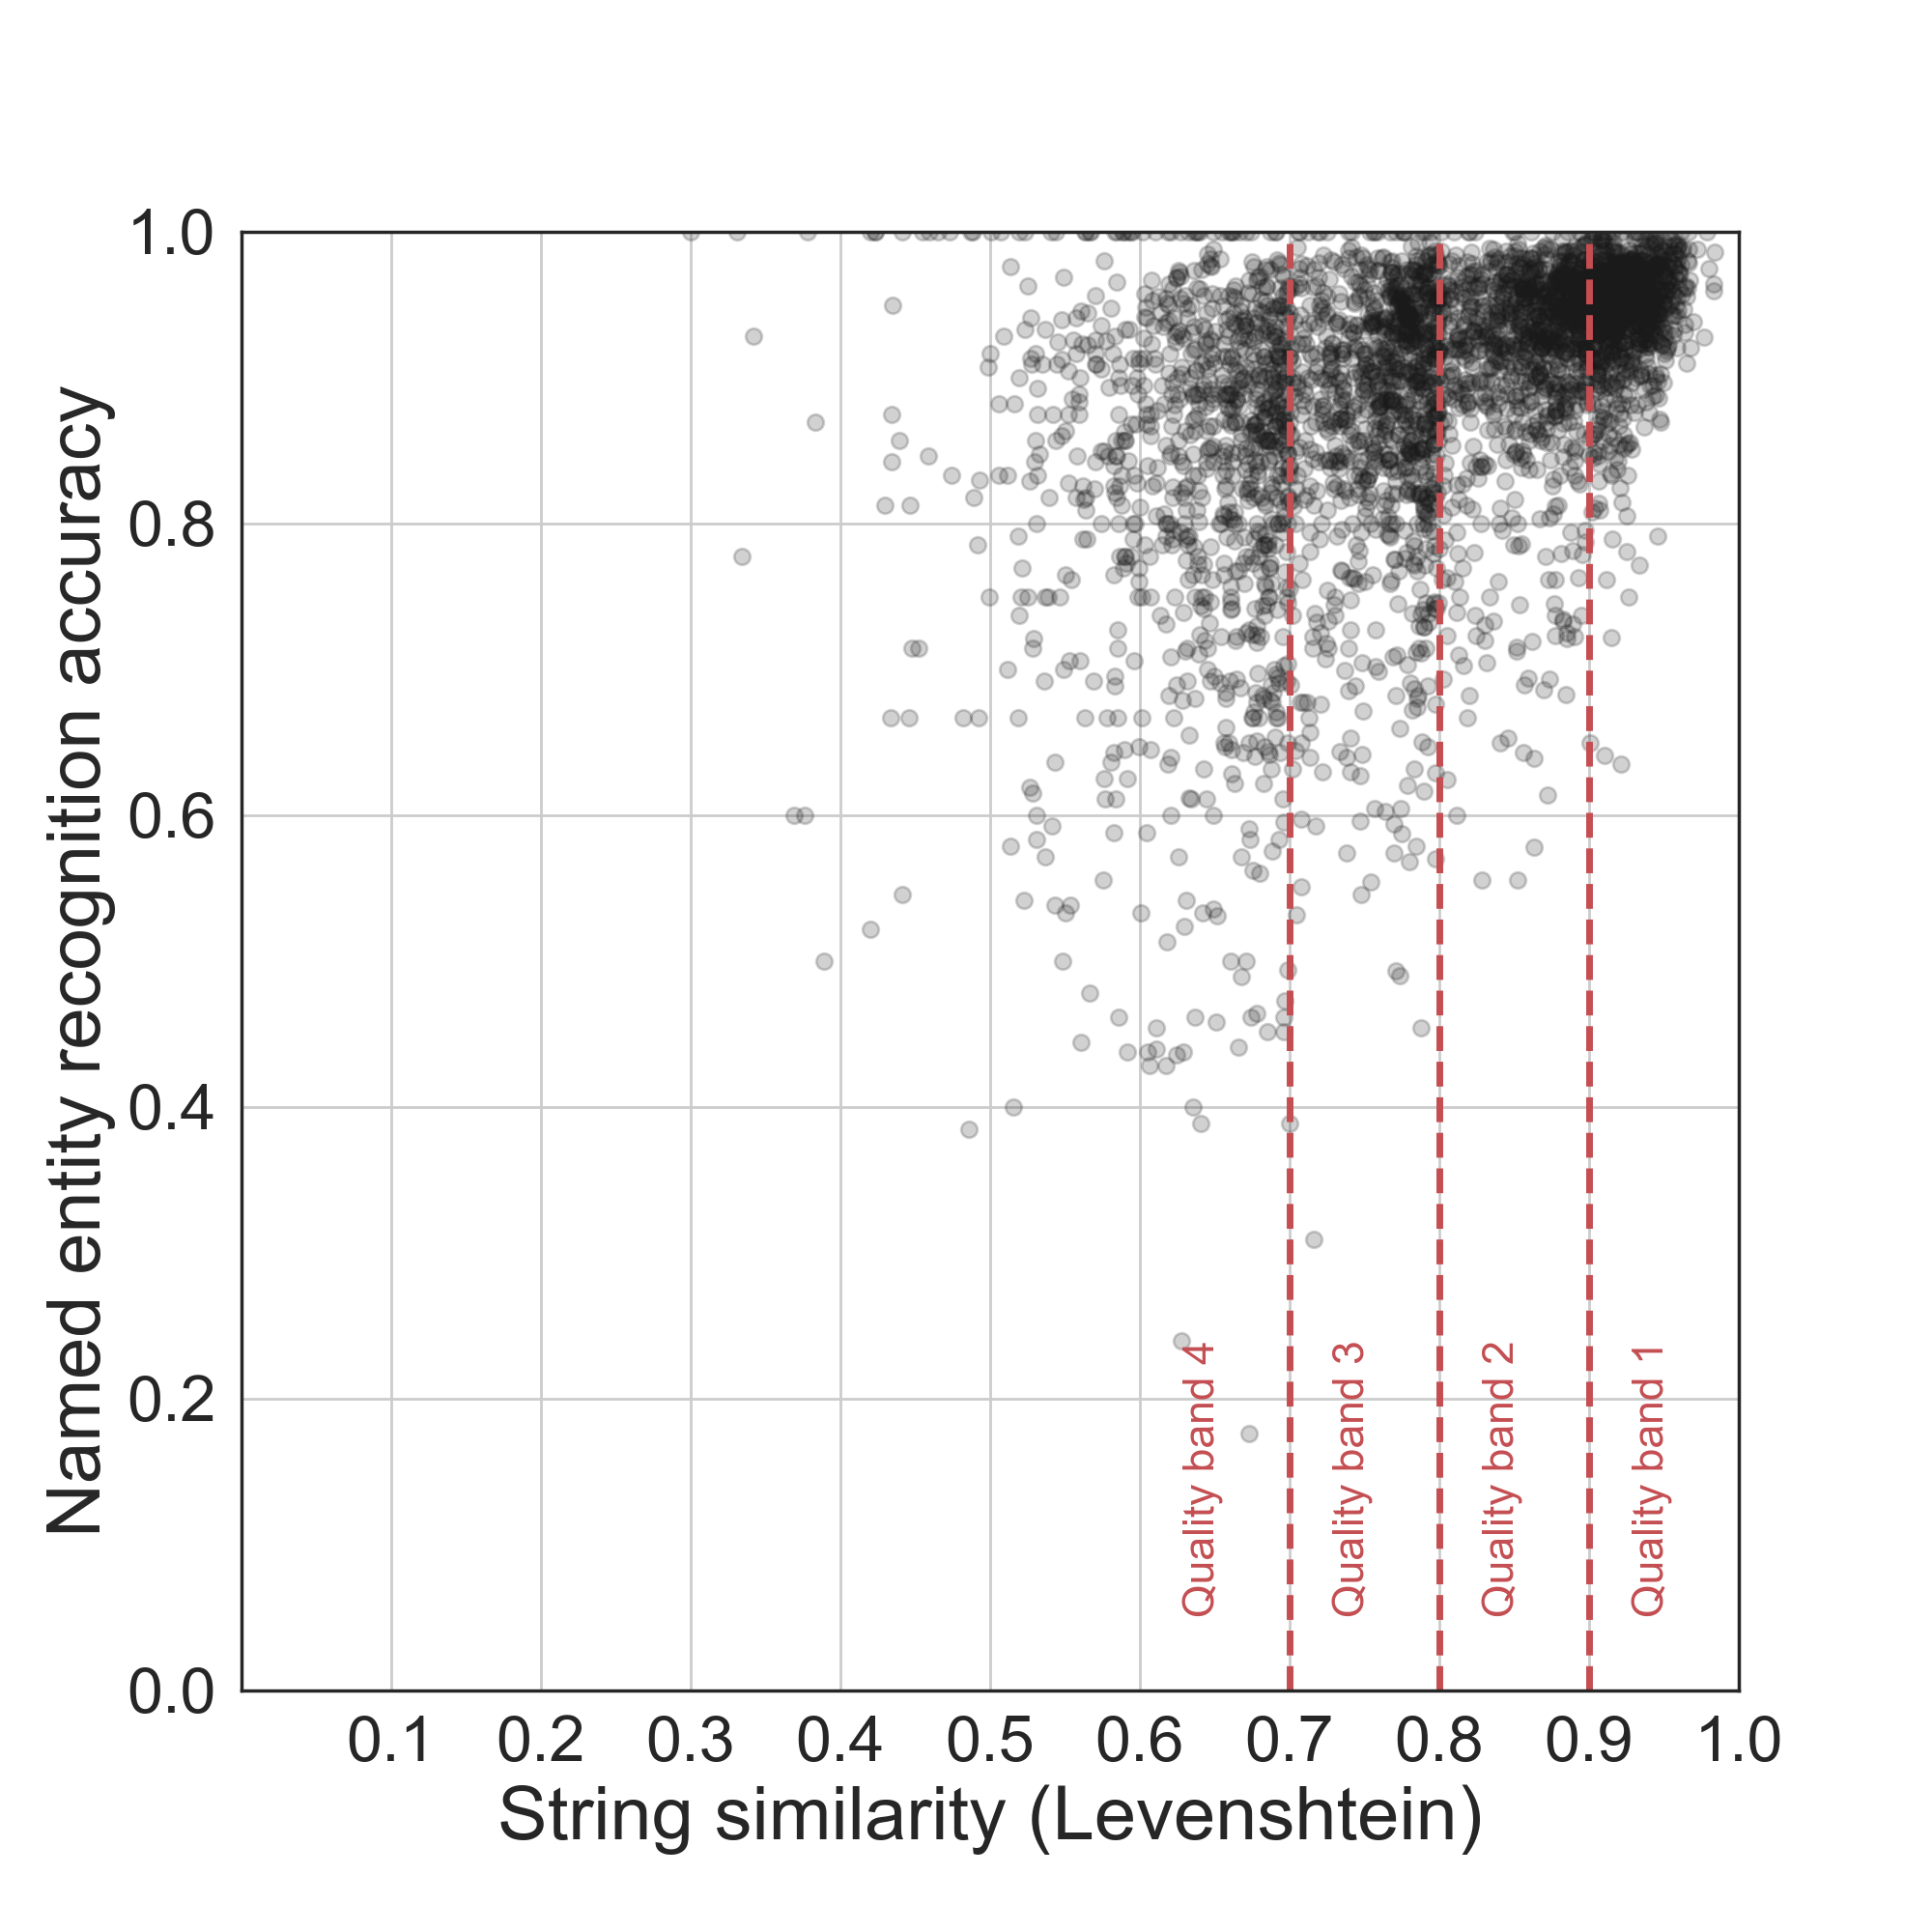 Named entity recognition accuracy
1.0
0.8
0.6
0.4
0.2
0.0
Quality band 4
Quality band 3
Quality band 2
Quality band 1
0.1 0.2 0.3 0.4 0.5 0.6 0.7 0.8 0.9 1.0
String similarity (Levenshtein)